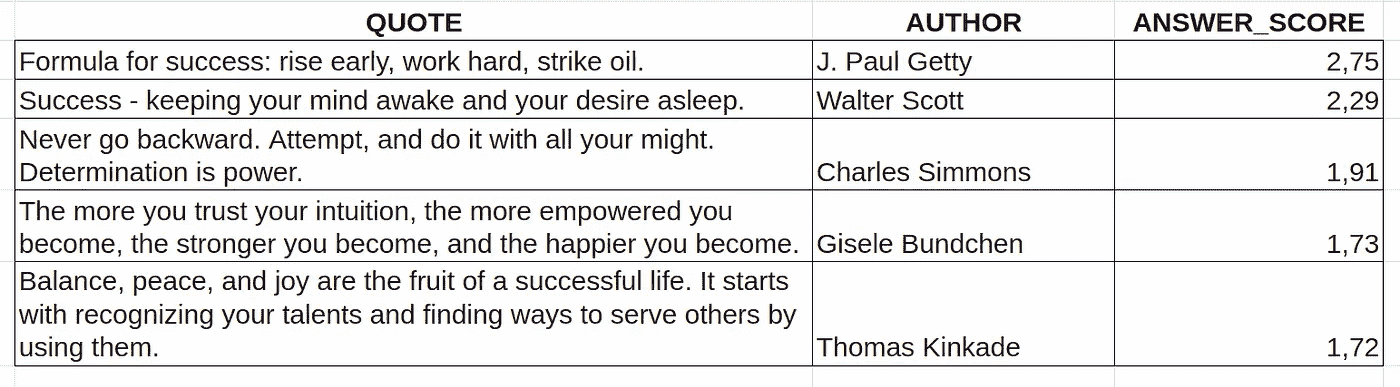 QUOTE AUTHOR ANSWER_SCORE
Formula for success: rise early, work hard, strike oil. J. Paul Getty 2,75
Success - keeping your mind awake and your desire asleep. Walter Scott 2,29
Never go backward. Attempt, and do it with all your might.
Determination is power. Charles Simmons 1,91
The more you trust your intuition, the more empowered you
become, the stronger you become, and the happier you become. Gisele Bundchen 1,73
Balance, peace, and joy are the fruit of a successful life. It starts
with recognizing your talents and finding ways to serve others by
using them. Thomas Kinkade 1,72